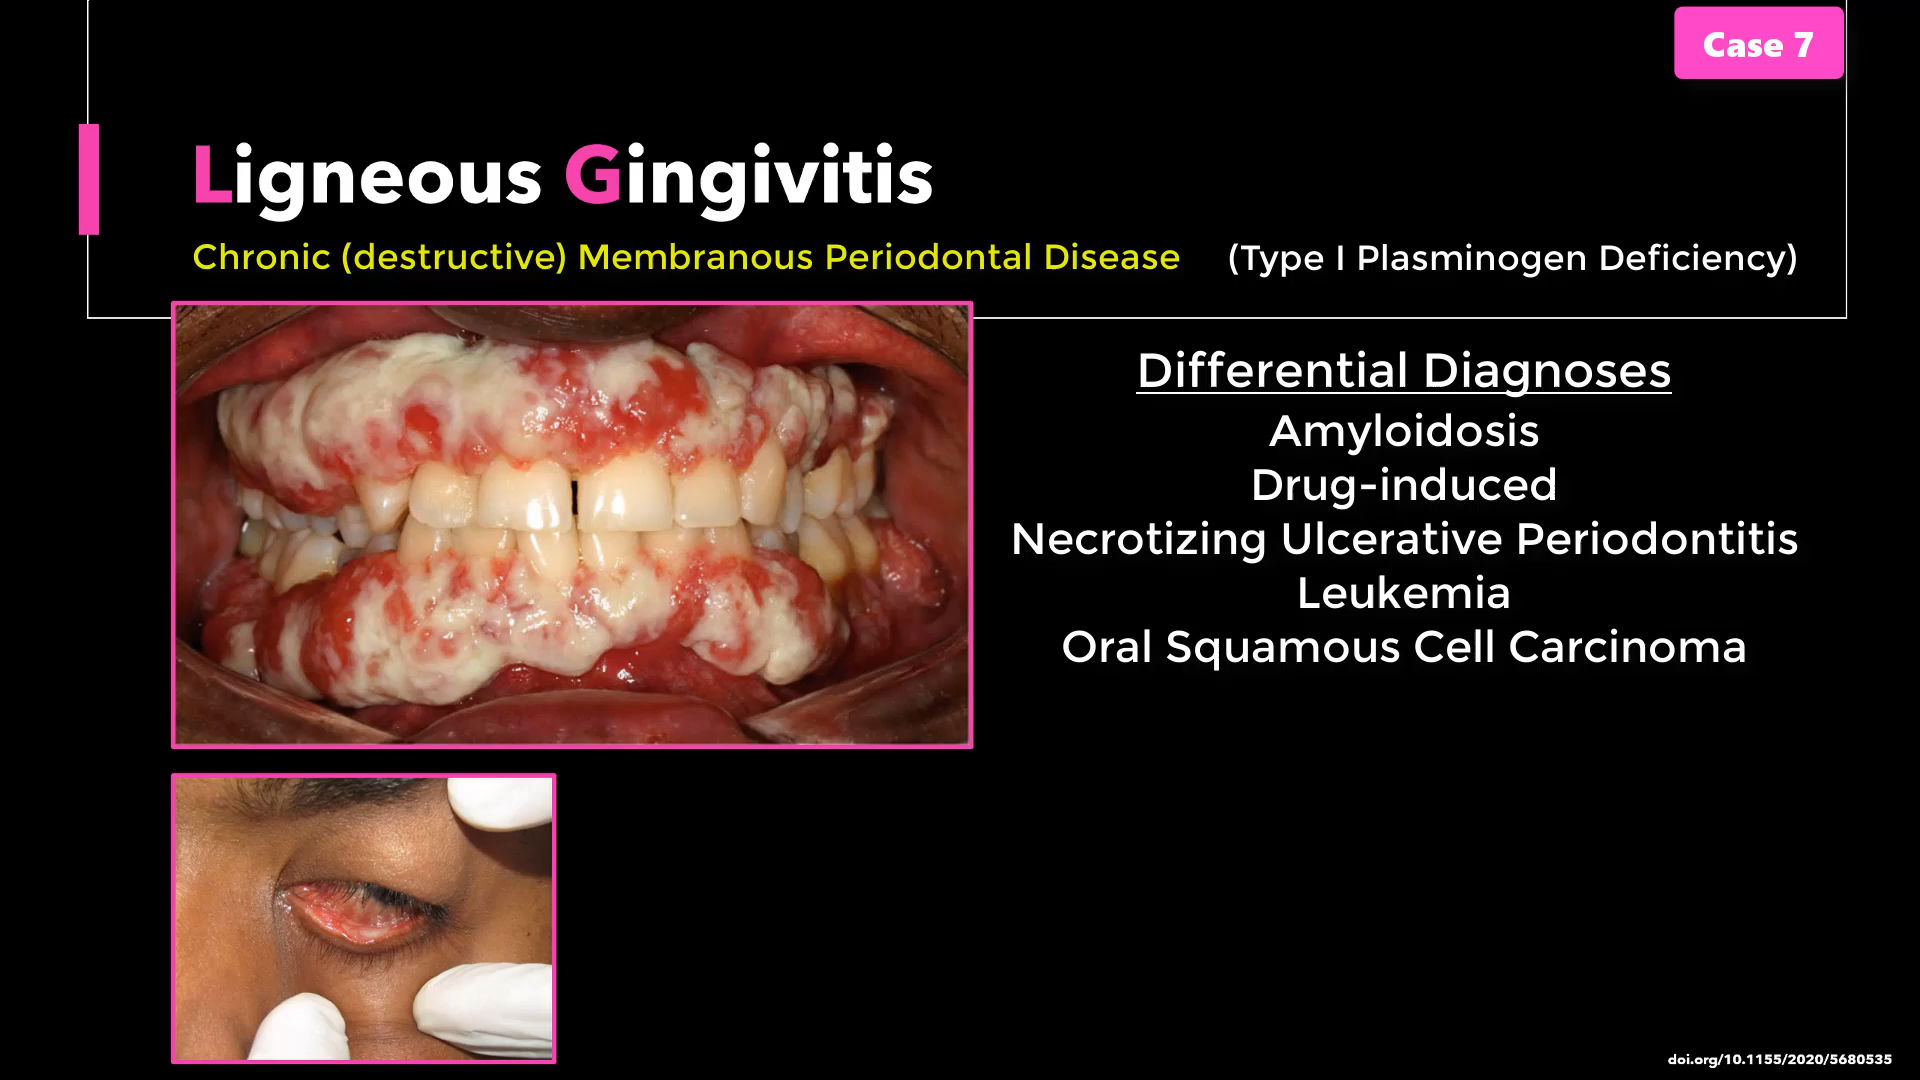 Case 7
Ligneous Gingivitis
Chronic (destructive) Membranous Periodontal Disease (Type I Plasminogen Deficiency)
Differential Diagnoses
Amyloidosis
Drug-induced
Necrotizing Ulcerative Periodontitis
Leukemia
Oral Squamous Cell Carcinoma
doi.org/10.1155/2020/5680535